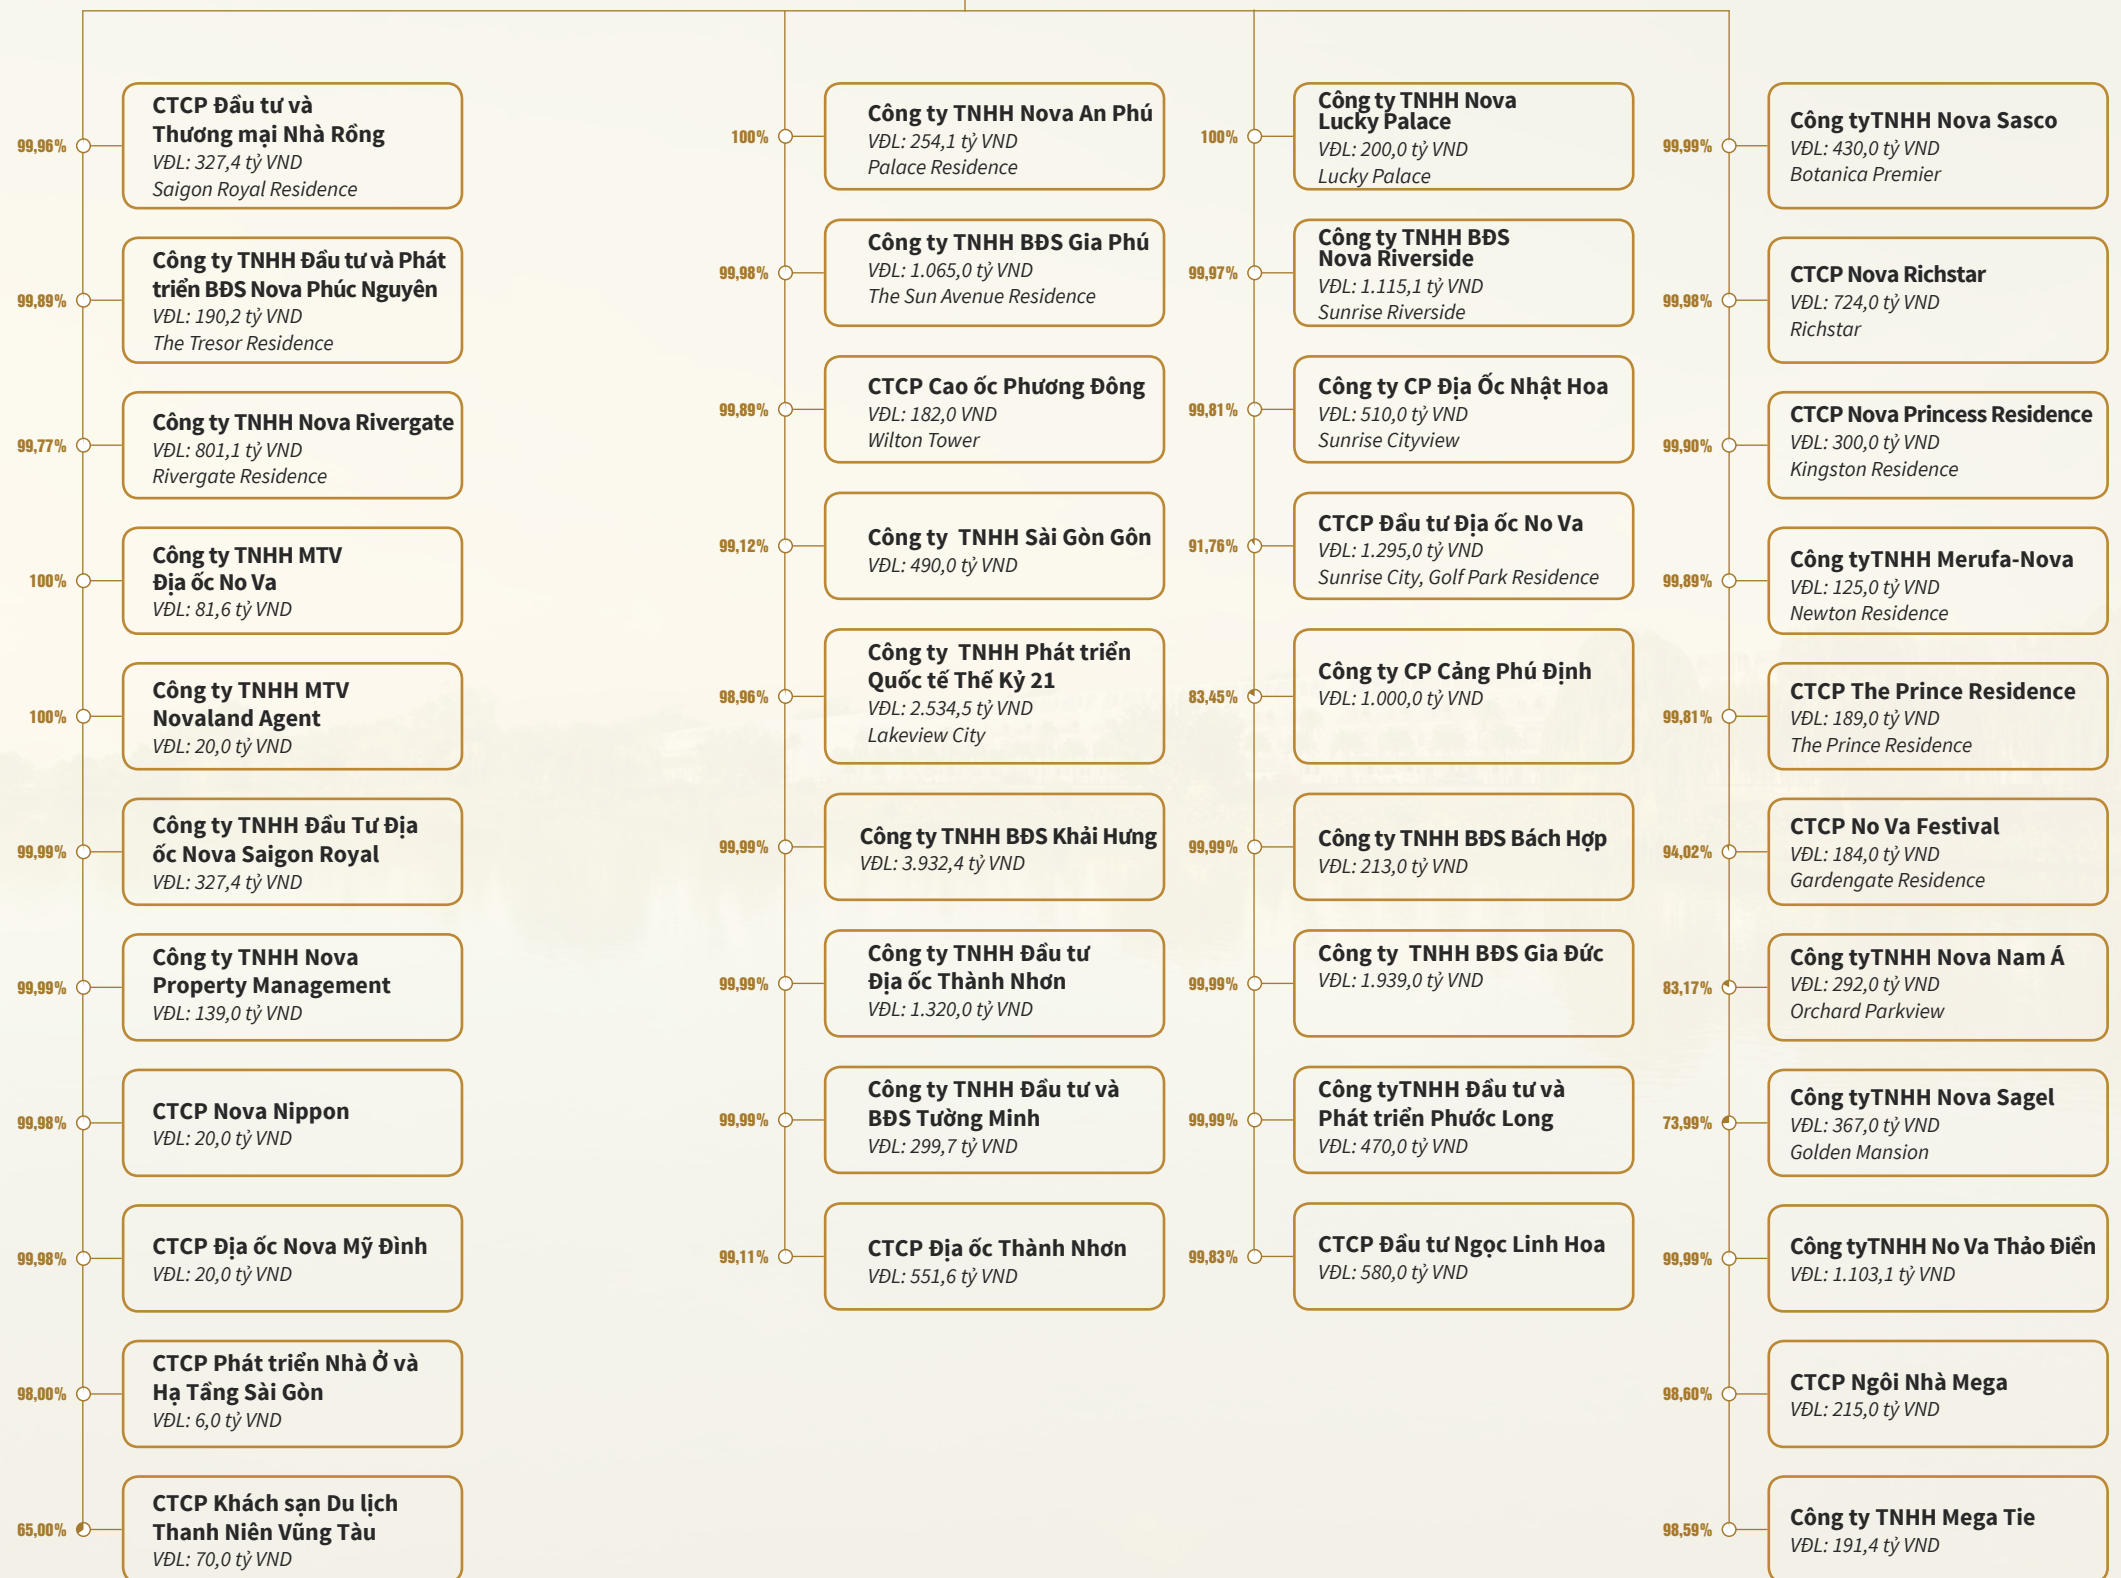 99,96%
CTCP Đầu tư và
Thương mại Nhà Rồng
VĐL: 327,4 tỷ VND
Saigon Royal Residence
99,89%
Công ty TNHH Đầu tư và Phát
triển BĐS Nova Phúc Nguyên
VĐL: 190,2 tỷ VND
The Tresor Residence
99,77%
Công ty TNHH Nova Rivergate
VĐL: 801,1 tỷ VND
Rivergate Residence
100%
Công ty TNHH MTV
Địa ốc No Va
VĐL: 81,6 tỷ VND
100%
Công ty TNHH MTV
Novaland Agent
VĐL: 20,0 tỷ VND
99,99%
Công ty TNHH Đầu Tư Địa
ốc Nova Saigon Royal
VĐL: 327,4 tỷ VND
99,99%
Công ty TNHH Nova
Property Management
VĐL: 139,0 tỷ VND
99,98%
CTCP Nova Nippon
VĐL: 20,0 tỷ VND
99,98%
CTCP Địa ốc Nova Mỹ Đình
VĐL: 20,0 tỷ VND
98,00%
CTCP Phát triển Nhà Ở và
Hạ Tầng Sài Gòn
VĐL: 6,0 tỷ VND
65,00%
CTCP Khách sạn Du lịch
Thanh Niên Vũng Tàu
VĐL: 70,0 tỷ VND
100%
Công ty TNHH Nova An Phú
VĐL: 254,1 tỷ VND
Palace Residence
99,98%
Công ty TNHH BĐS Gia Phú
VĐL: 1.065,0 tỷ VND
The Sun Avenue Residence
99,89%
CTCP Cao ốc Phương Đông
VĐL: 182,0 VND
Wilton Tower
99,12%
Công ty TNHH Sài Gòn Gôn
VĐL: 490,0 tỷ VND
98,96%
Công ty TNHH Phát triển
Quốc tế Thế Kỷ 21
VĐL: 2.534,5 tỷ VND
Lakeview City
99,99%
Công ty TNHH BĐS Khải Hưng
VĐL: 3.932,4 tỷ VND
99,99%
Công ty TNHH Đầu tư
Địa ốc Thành Nhơn
VĐL: 1.320,0 tỷ VND
99,99%
Công ty TNHH Đầu tư và
BĐS Tường Minh
VĐL: 299,7 tỷ VND
99,11%
CTCP Địa ốc Thành Nhơn
VĐL: 551,6 tỷ VND
100%
Công ty TNHH Nova
Lucky Palace
VĐL: 200,0 tỷ VND
Lucky Palace
99,97%
Công ty TNHH BĐS
Nova Riverside
VĐL: 1.115,1 tỷ VND
Sunrise Riverside
99,81%
Công ty CP Địa Ốc Nhật Hoa
VĐL: 510,0 tỷ VND
Sunrise Cityview
91,76%
CTCP Đầu tư Địa ốc No Va
VĐL: 1.295,0 tỷ VND
Sunrise City, Golf Park Residence
83,45%
Công ty CP Cảng Phú Định
VĐL: 1.000,0 tỷ VND
99,99%
Công ty TNHH BĐS Bách Hợp
VĐL: 213,0 tỷ VND
99,99%
Công ty TNHH BĐS Gia Đức
VĐL: 1.939,0 tỷ VND
99,99%
Công tyTNHH Đầu tư và
Phát triển Phước Long
VĐL: 470,0 tỷ VND
99,83%
CTCP Đầu tư Ngọc Linh Hoa
VĐL: 580,0 tỷ VND
99,99%
Công tyTNHH Nova Sasco
VĐL: 430,0 tỷ VND
Botanica Premier
99,98%
CTCP Nova Richstar
VĐL: 724,0 tỷ VND
Richstar
99,90%
CTCP Nova Princess Residence
VĐL: 300,0 tỷ VND
Kingston Residence
99,89%
Công tyTNHH Merufa-Nova
VĐL: 125,0 tỷ VND
Newton Residence
99,81%
CTCP The Prince Residence
VĐL: 189,0 tỷ VND
The Prince Residence
94,02%
CTCP No Va Festival
VĐL: 184,0 tỷ VND
Gardengate Residence
83,17%
Công tyTNHH Nova Nam Á
VĐL: 292,0 tỷ VND
Orchard Parkview
73,99%
Công tyTNHH Nova Sagel
VĐL: 367,0 tỷ VND
Golden Mansion
99,99%
Công tyTNHH No Va Thảo Điền
VĐL: 1.103,1 tỷ VND
98,60%
CTCP Ngôi Nhà Mega
VĐL: 215,0 tỷ VND
98,59%
Công ty TNHH Mega Tie
VĐL: 191,4 tỷ VND